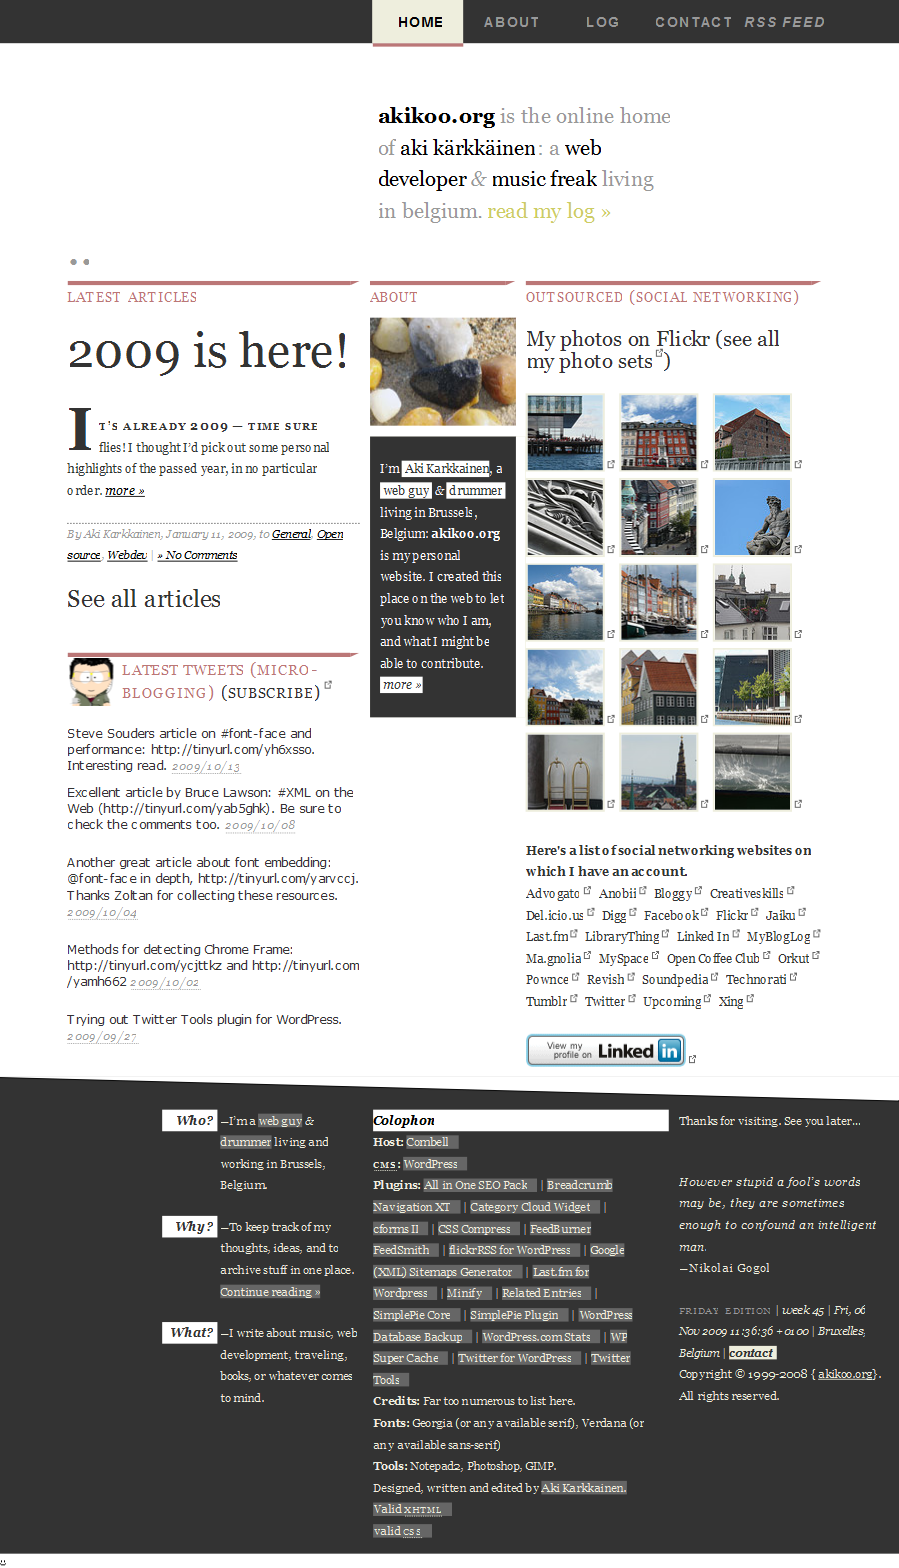 HOME ABOUT LOG CONTACT RSS FEED
akikoo.org is the online home
of aki kärkkäinen: a web
developer & music freak living
in belgium. read my log »
LATEST ARTICLES
2009 is here!
IT'S ALREADY 2009 — TIME SURE
flies! I thought I'd pick out some personal
highlights of the passed year, in no particular
order. more »
By Aki Karkkainen, January 11, 2009, to General, Open
source, Webdev | » No Comments
See all articles
LATEST TWEETS (MICRO-
BLOGGING) (SUBSCRIBE)
Steve Souders article on #font-face and
performance: http://tinyurl.com/yh6xsso.
Interesting read. 2009/10/13
Excellent article by Bruce Lawson: #XML on the
Web (http://tinyurl.com/yab5ghk). Be sure to
check the comments too. 2009/10/08
Another great article about font embedding:
@font-face in depth, http://tinyurl.com/yarvccj.
Thanks Zoltan for collecting these resources.
2009/10/04
Methods for detecting Chrome Frame:
http://tinyurl.com/ycjttkz and http://tinyurl.com
/yamh662 2009/10/02
Trying out Twitter Tools plugin for WordPress.
2009/09/27
ABOUT
I'm Aki Karkkainen, a
web guy & drummer
living in Brussels,
Belgium: akikoo.org
is my personal
website. I created this
place on the web to let
you know who I am,
and what I might be
able to contribute.
more »
OUTSOURCED (SOCIAL NETWORKING)
My photos on Flickr (see all
my photo sets)
Here's a list of social networking websites on
which I have an account.
Advogato Anobii Bloggy Creativeskills
Del.icio.us Digg Facebook Flickr Jaiku
Last.fm LibraryThing Linked In MyBlogLog
Ma.gnolia MySpace Open Coffee Club Orkut
Pownce Revish Soundpedia Technorati
Tumblr Twitter Upcoming Xing
View my
profile on Linked in
Who? —I'm a web guy &
drummer living and
working in Brussels,
Belgium.
Why? —To keep track of my
thoughts, ideas, and to
archive stuff in one place.
Continue reading »
What? —I write about music, web
development, traveling,
books, or whatever comes
to mind.
Colophon
Host: Combell
CMS: WordPress
Plugins: All in One SEO Pack | Breadcrumb
Navigation XT | Category Cloud Widget |
cforms II | CSS Compress | FeedBurner
FeedSmith | flickrRSS for WordPress | Google
(XML) Sitemaps Generator | Last.fm for
Wordpress | Minify | Related Entries |
SimplePie Core | SimplePie Plugin | WordPress
Database Backup | WordPress.com Stats | WP
Super Cache | Twitter for WordPress | Twitter
Tools
Credits: Far too numerous to list here.
Fonts: Georgia (or any available serif), Verdana (or
any available sans-serif)
Tools: Notepad2, Photoshop, GIMP.
Designed, written and edited by Aki Karkkainen.
Valid XHTML
valid CSS
Thanks for visiting. See you later...
However stupid a fool's words
may be, they are sometimes
enough to confound an intelligent
man.
—Nikolai Gogol
FRIDAY EDITION | week 45 | Fri, 06
Nov 2009 11:36:36 +0100 | Bruxelles,
Belgium | contact
Copyright © 1999-2008 { akikoo.org}.
All rights reserved.